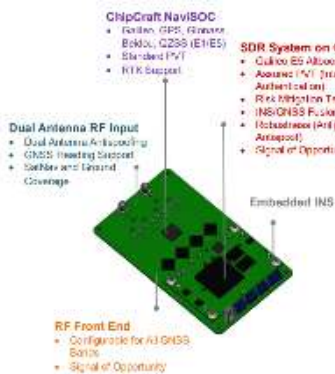 ChipCraft NaviSOC
• Galileo, GPS, Glonass,
Beidou, QZSS (E1/E5)
• Standard PVT
• RTK Support
SDR System on
• Galileo E5 Altboc
• Assured PVT
Authentication)
• Risk Mitigation
• INS/GNSS Fusion
• Robustness
Antispoof)
• Signal of
Dual Antenna RF Input
• Dual Antenna Antispoofing
• GNSS Heading Support
• SatNav and Ground
Coverage
Embedded INS
RF Front End
• Configurable for All GNSS
Bands
• Signal of Opportunity